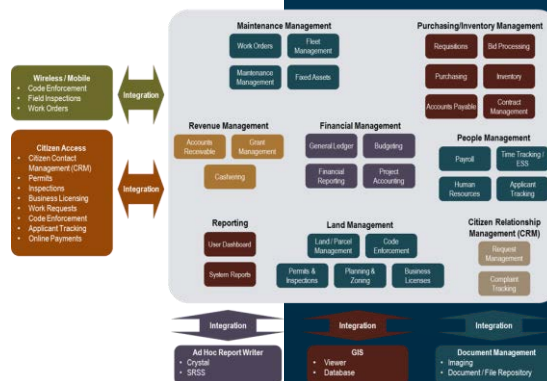 Maintenance Management
Work Orders
Fleet
Management
Maintenance
Management
Fixed Assets
Purchasing/Inventory Management
Requisitions
Bid Processing
Purchasing
Inventory
Accounts Payable
Contract
Management
Wireless / Mobile
• Code Enforcement
• Field Inspections
• Work Orders
Integration
Citizen Access
• Citizen Contact
Management (CRM)
• Permits
• Inspections
• Business Licensing
• Work Requests
• Code Enforcement
• Applicant Tracking
• Online Payments
Integration
Revenue Management
Accounts
Receivable
Grant
Management
Cashiering
Financial Management
General Ledger
Budgeting
Financial
Reporting
Project
Accounting
People Management
Payroll
Time Tracking /
ESS
Human
Resources
Applicant
Tracking
Reporting
User Dashboard
System Reports
Land Management
Land / Parcel
Management
Code
Enforcement
Permits &
Inspections
Planning &
Zoning
Business
Licenses
Citizen Relationship
Management (CRM)
Request
Management
Complaint
Tracking
Integration
Integration
Integration
Ad Hoc Report Writer
• Crystal
• SRSS
GIS
• Viewer
• Database
Document Management
• Imaging
• Document / File Repository